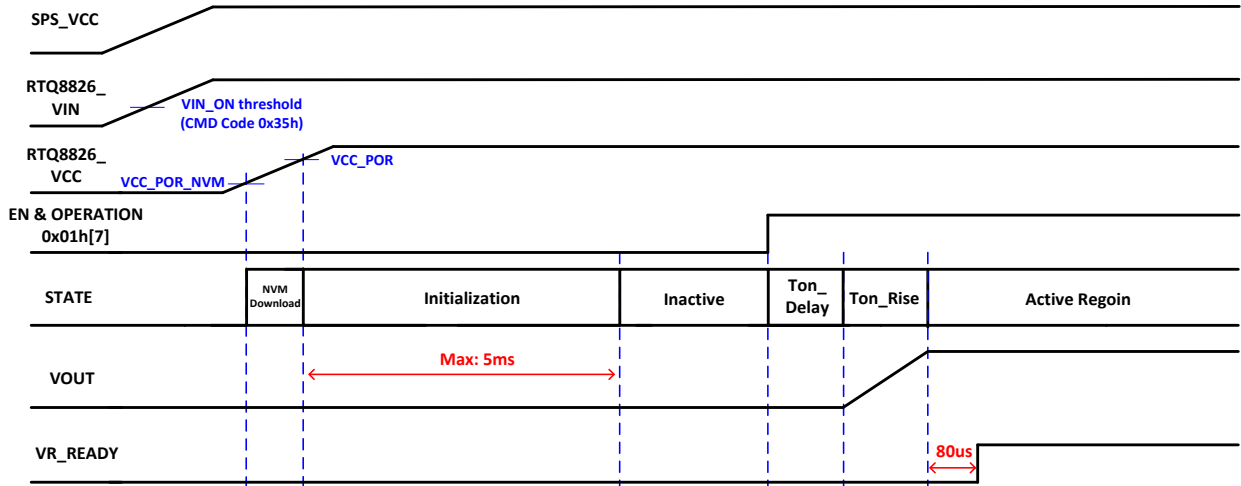 SPS_VCC
RTQ8826_
VIN
VIN_ON threshold
(CMD Code 0x35h)
RTQ8826_
VCC
VCC_POR_NVM
VCC_POR
EN & OPERATION
0x01h[7]
STATE
NVM
Download
Initialization
Inactive
Ton_
Delay
Ton_Rise
Active Regoin
Max: 5ms
VOUT
VR_READY
80us